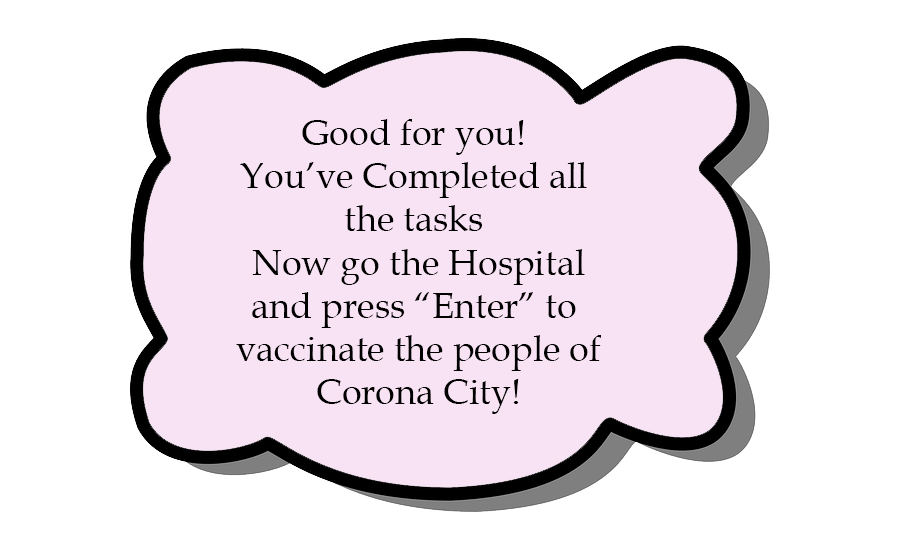 Good for you!
You’ve Completed all
the tasks
Now go the Hospital
and press “Enter” to
vaccinate the people of
Corona City!